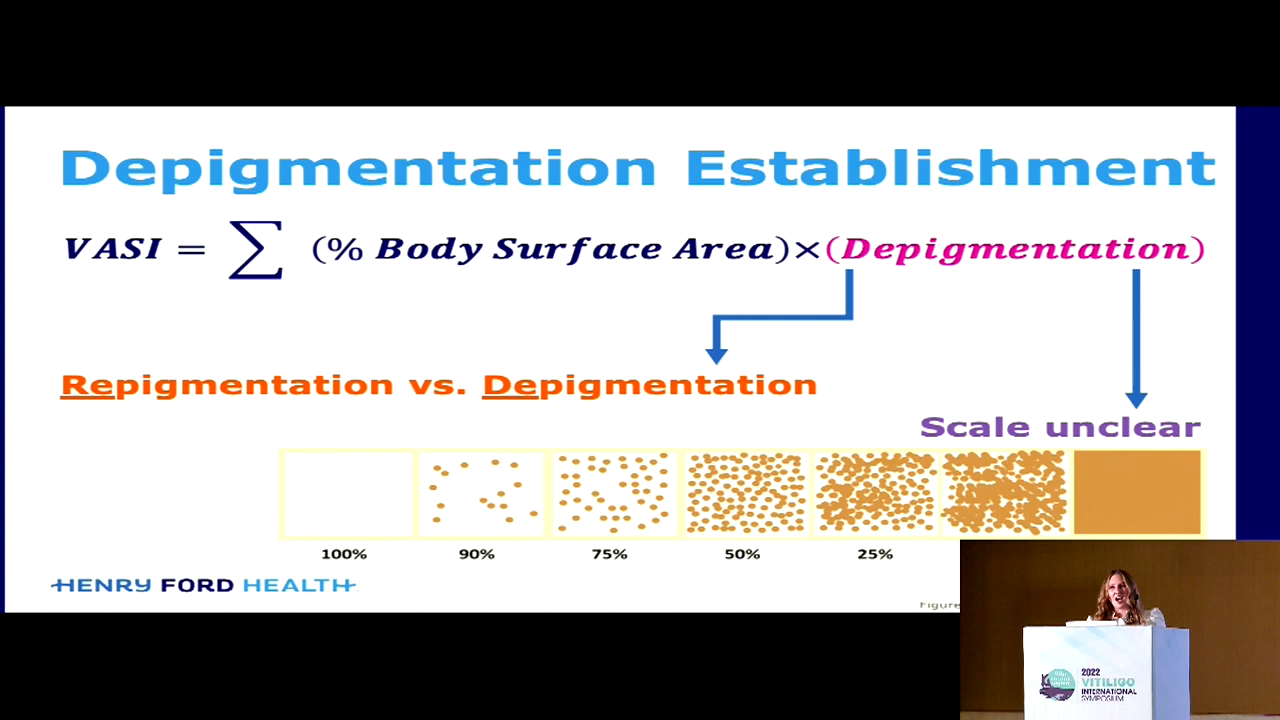 Depigmentation Establishment
VASI = ∑ (% Body Surface Area)×(Depigmentation)
Repigmentation vs. Depigmentation
Scale unclear
100% 90% 75% 50% 25%
HENRY FORD HEALTH
Figure
2022
VITILIGO
INTERNATIONAL
SYMPOSIUM